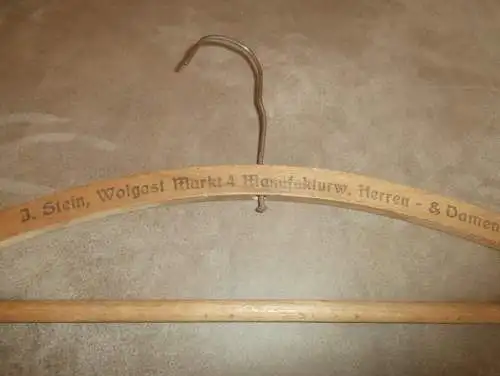 J. Stein, Wolgast Markt 4 Manufakturw. Herren - & Damen